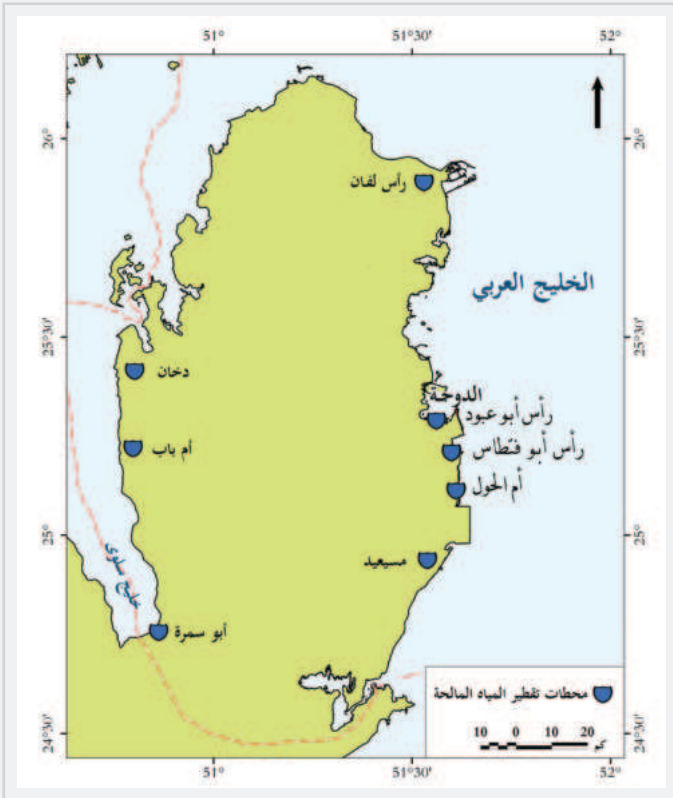 51°
51°30'
52°
26°
26°
رأس لفان
الخليج العربي
25°30'
25°30'
دخان
الدوحة
رأس أبو عبود
أم باب
رأس أبو فنطاس
أم الحول
25°
25°
خليج سلوى
مسيعيد
أبو سمرة
محطات تقطير المياه المالحة
10 0 10 20
كم
24°30'
24°30'
51°
51°30'
52°